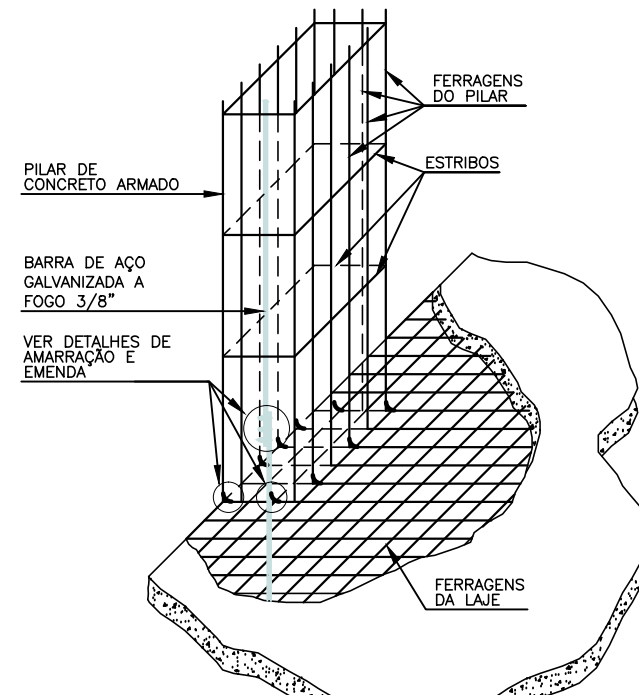 FERRAGENS
DO PILAR
ESTRIBOS
PILAR DE
CONCRETO ARMADO
BARRA DE AÇO
GALVANIZADA A
FOGO 3/8”
VER DETALHES DE
AMARRAÇÃO E
EMENDA
FERRAGENS
DA LAJE